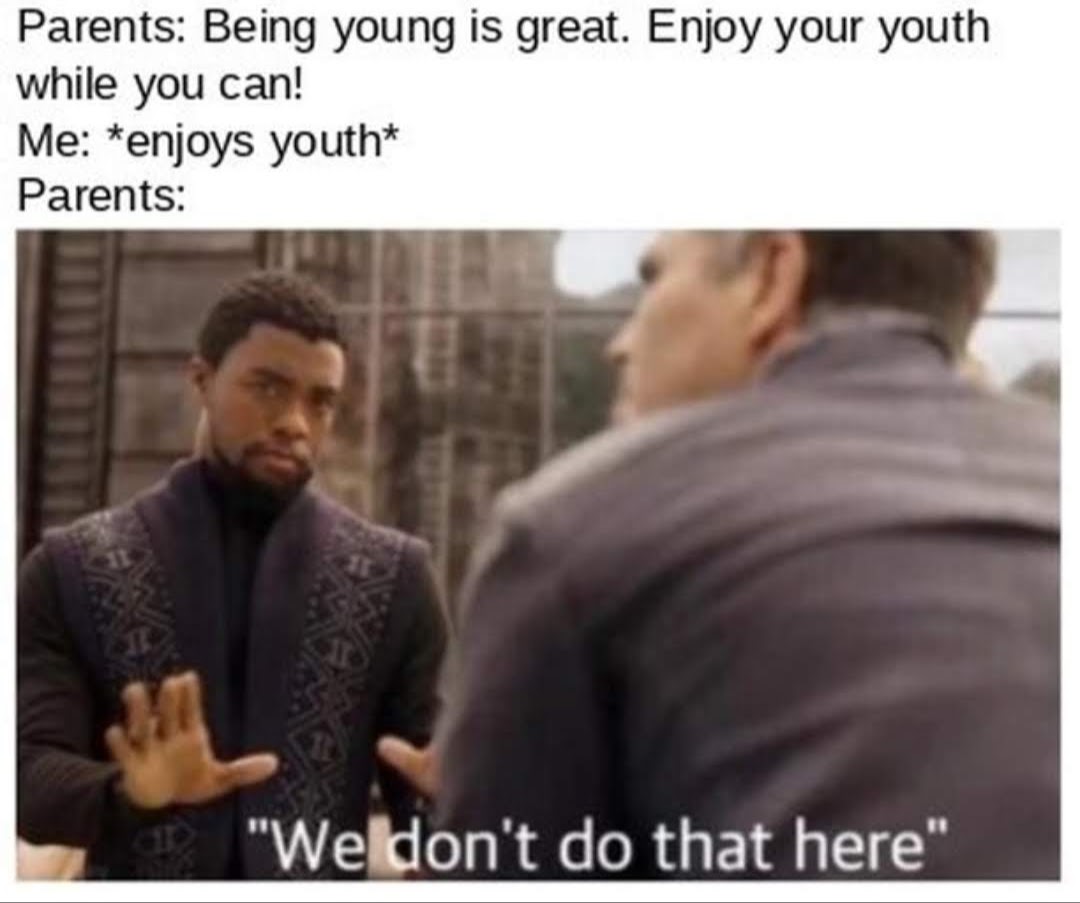 Parents: Being young is great. Enjoy your youth
while you can!
Me: *enjoys youth*
Parents:
"We don't do that here"